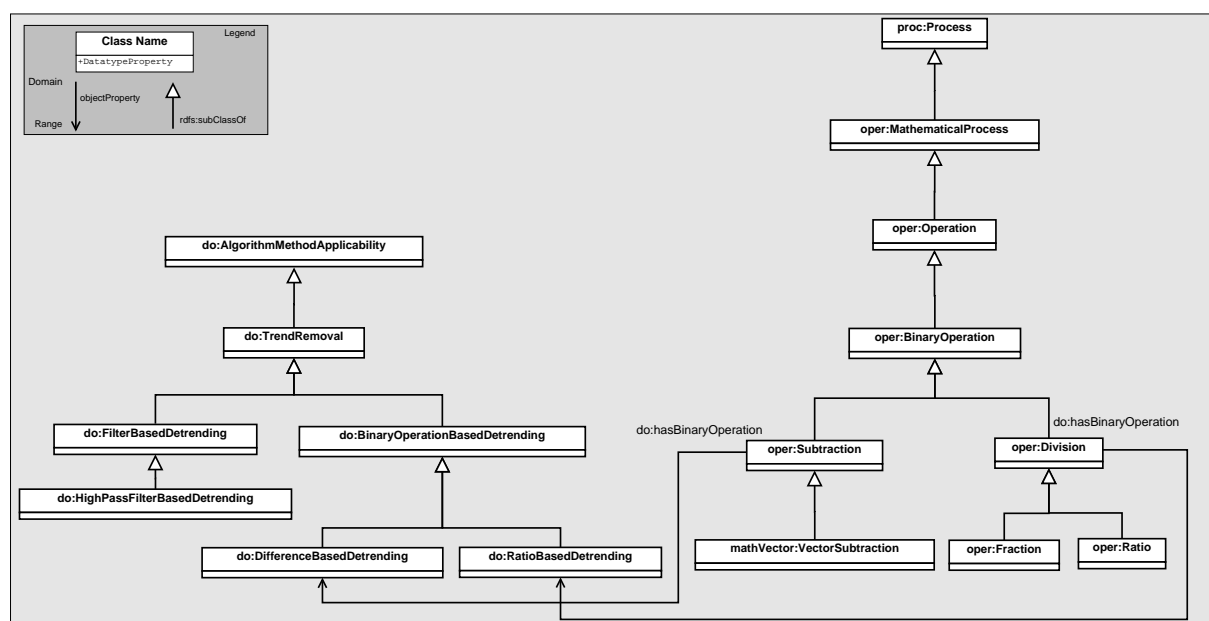 Legend
Class Name
+DatatypeProperty
Domain
objectProperty
Range
rdfs:subClassOf
proc:Process
oper:MathematicalProcess
oper:Operation
do:AlgorithmMethodApplicability
do:TrendRemoval
oper:BinaryOperation
do:FilterBasedDetrending
do:BinaryOperationBasedDetrending
do:hasBinaryOperation
do:hasBinaryOperation
oper:Subtraction
oper:Division
do:HighPassFilterBasedDetrending
do:DifferenceBasedDetrending
do:RatioBasedDetrending
mathVector:VectorSubtraction
oper:Fraction
oper:Ratio